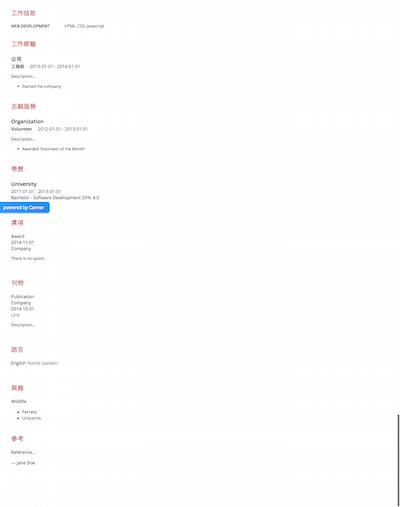 工作技能
WEB DEVELOPMENT HTML, CSS, Javascript
工作經驗
公司
工程師 2013-01-01 - 2014-01-01
Description...
Started the company
志願服務
Organization
Volunteer 2012-01-01 - 2013-01-01
Description...
Awarded 'Volunteer of the Month'
學歷
University
2011-01-01 - 2013-01-01
Bachelor - Software Development GPA: 4.0
powered by Canner
獎項
Award
2014-11-01
Company
There is no spoon.
刊物
Publication
Company
2014-10-01
Link
Description...
語言
English Native speaker
興趣
Wildlife
Ferrets
Unicorns
參考
Reference...
— Jane Doe